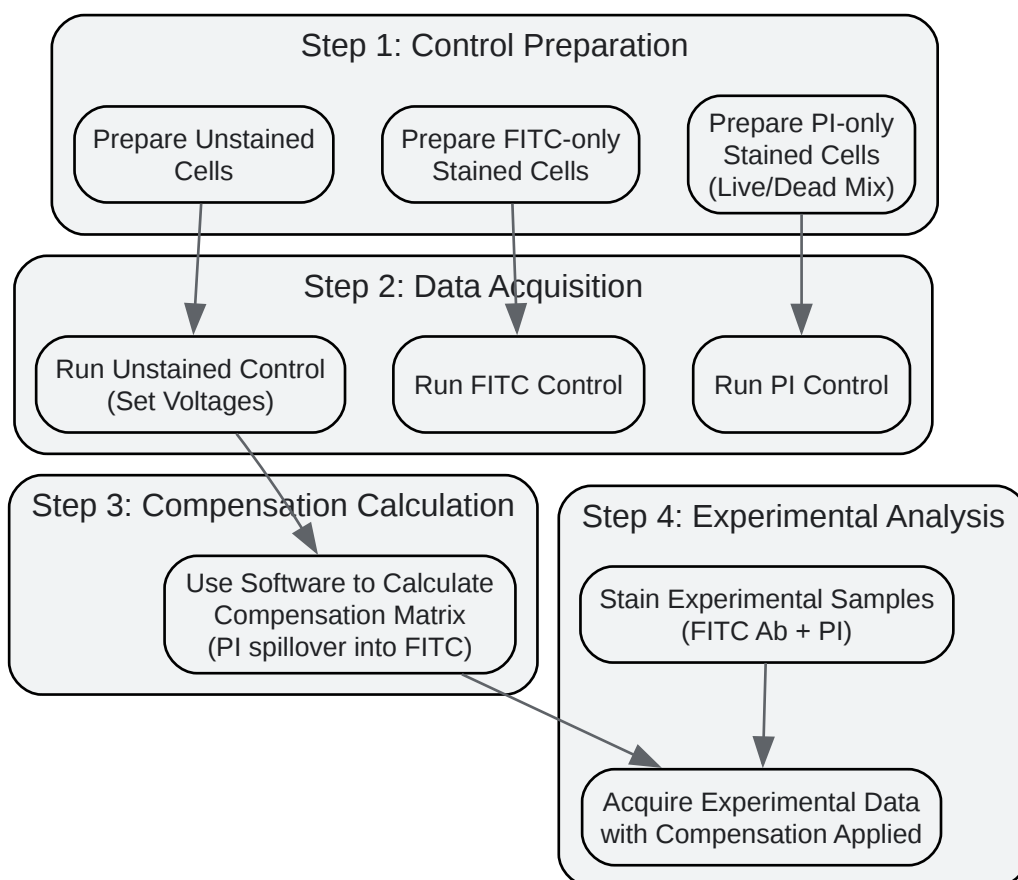 Step 1: Control Preparation
Prepare Unstained
Cells
Prepare FITC-only
Stained Cells
Prepare PI-only
Stained Cells
(Live/Dead Mix)
Step 2: Data Acquisition
Run Unstained Control
(Set Voltages)
Run FITC Control
Run PI Control
Step 3: Compensation Calculation
Use Software to Calculate
Compensation Matrix
(PI spillover into FITC)
Step 4: Experimental Analysis
Stain Experimental Samples
(FITC Ab + PI)
Acquire Experimental Data
with Compensation Applied